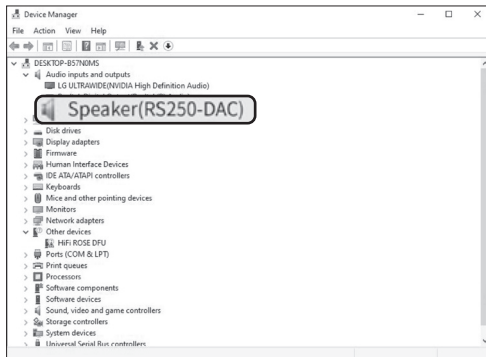 Device Manager
File Action View Help
DESKTOP-B57N0MS
Audio inputs and outputs
LG ULTRAWIDE(NVIDIA High Definition Audio)
Speaker(RS250-DAC)
Disk drives
Display adapters
Firmware
Human Interface Devices
IDE ATA/ATAPI controllers
Keyboards
Mice and other pointing devices
Monitors
Network adapters
Other devices
HiFi ROSE DFU
Ports (COM & LPT)
Print queues
Processors
Software components
Software devices
Sound, video and game controllers
Storage controllers
System devices
Universal Serial Bus controllers